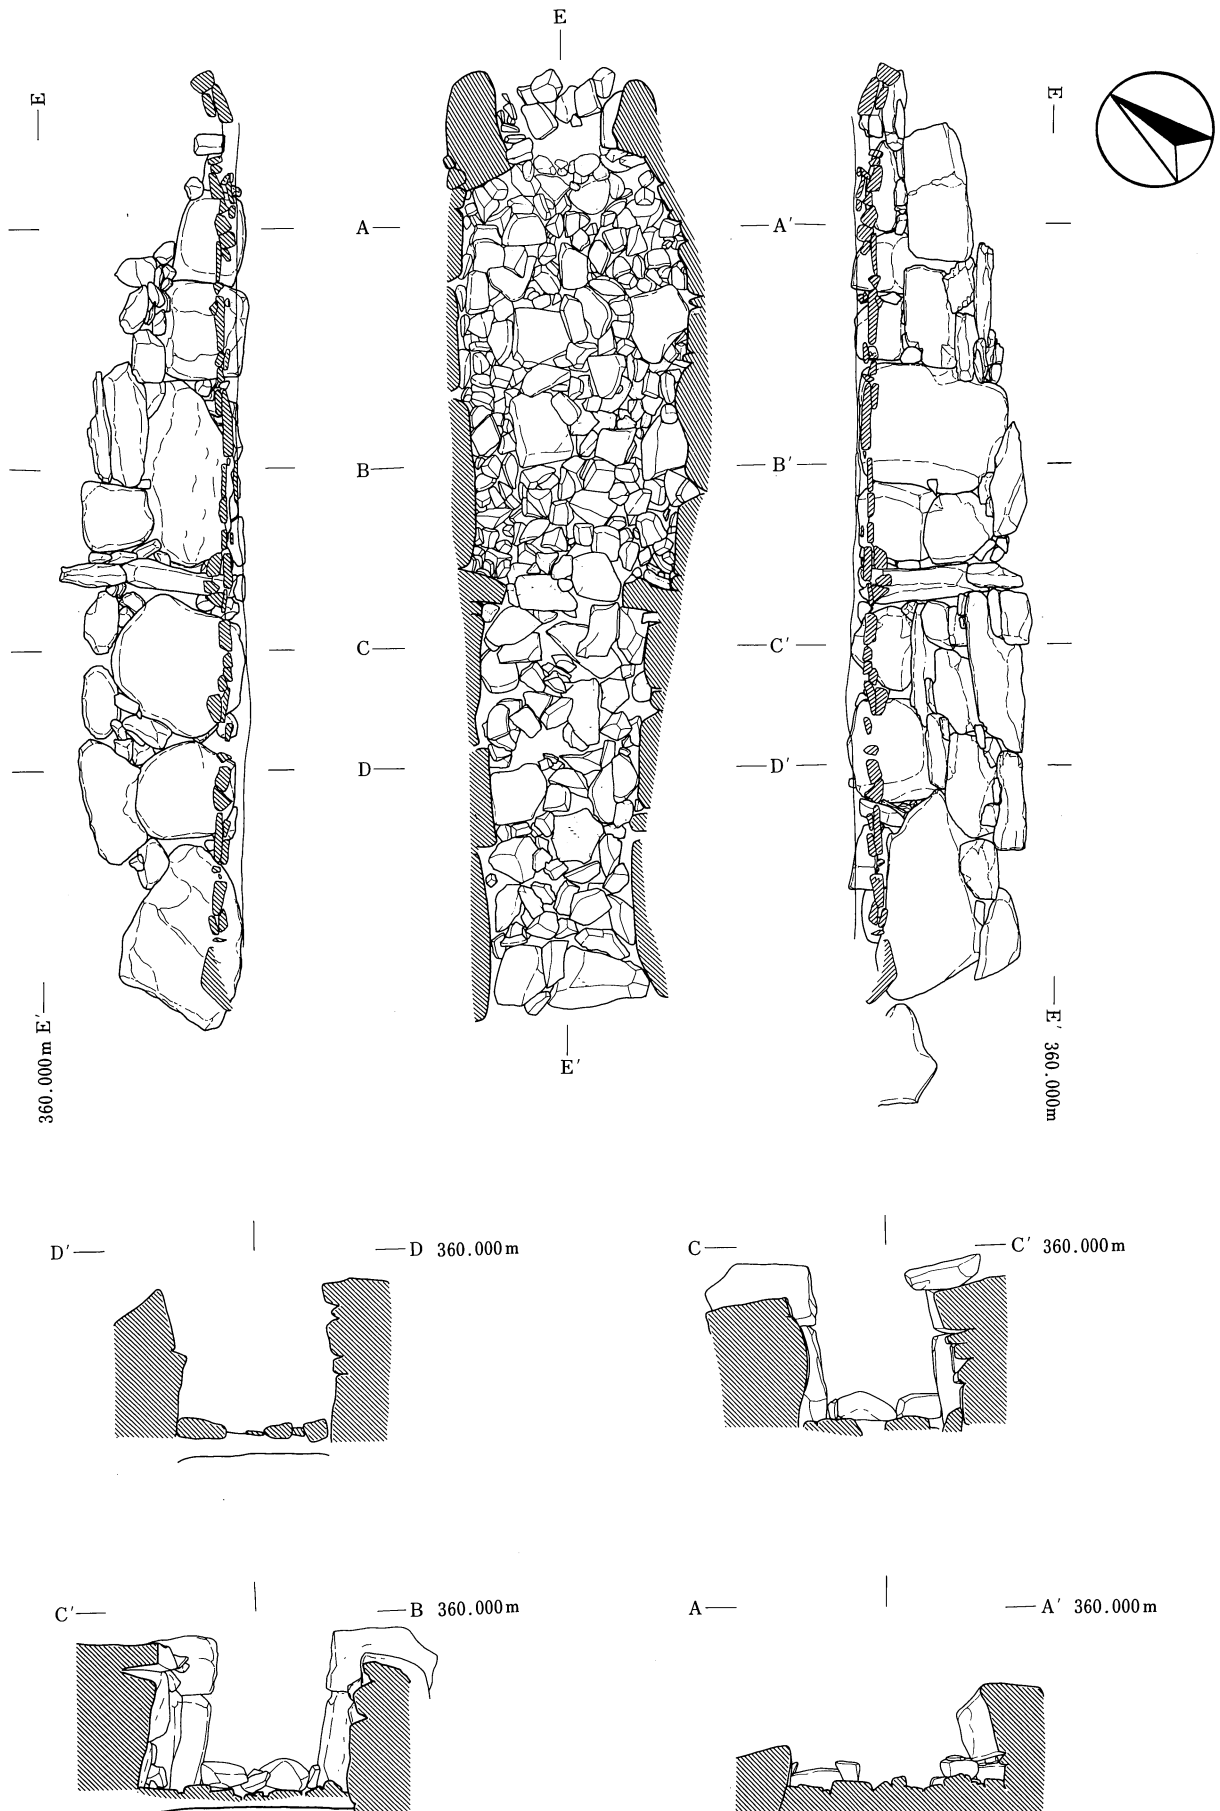 E
E
E
A
A′
B
B′
C
C′
D
D′
E′
360.000m
E′
E′
360.000m
D′
D 360.000m
C
C′ 360.000m
C′
B 360.000m
A
A′ 360.000m